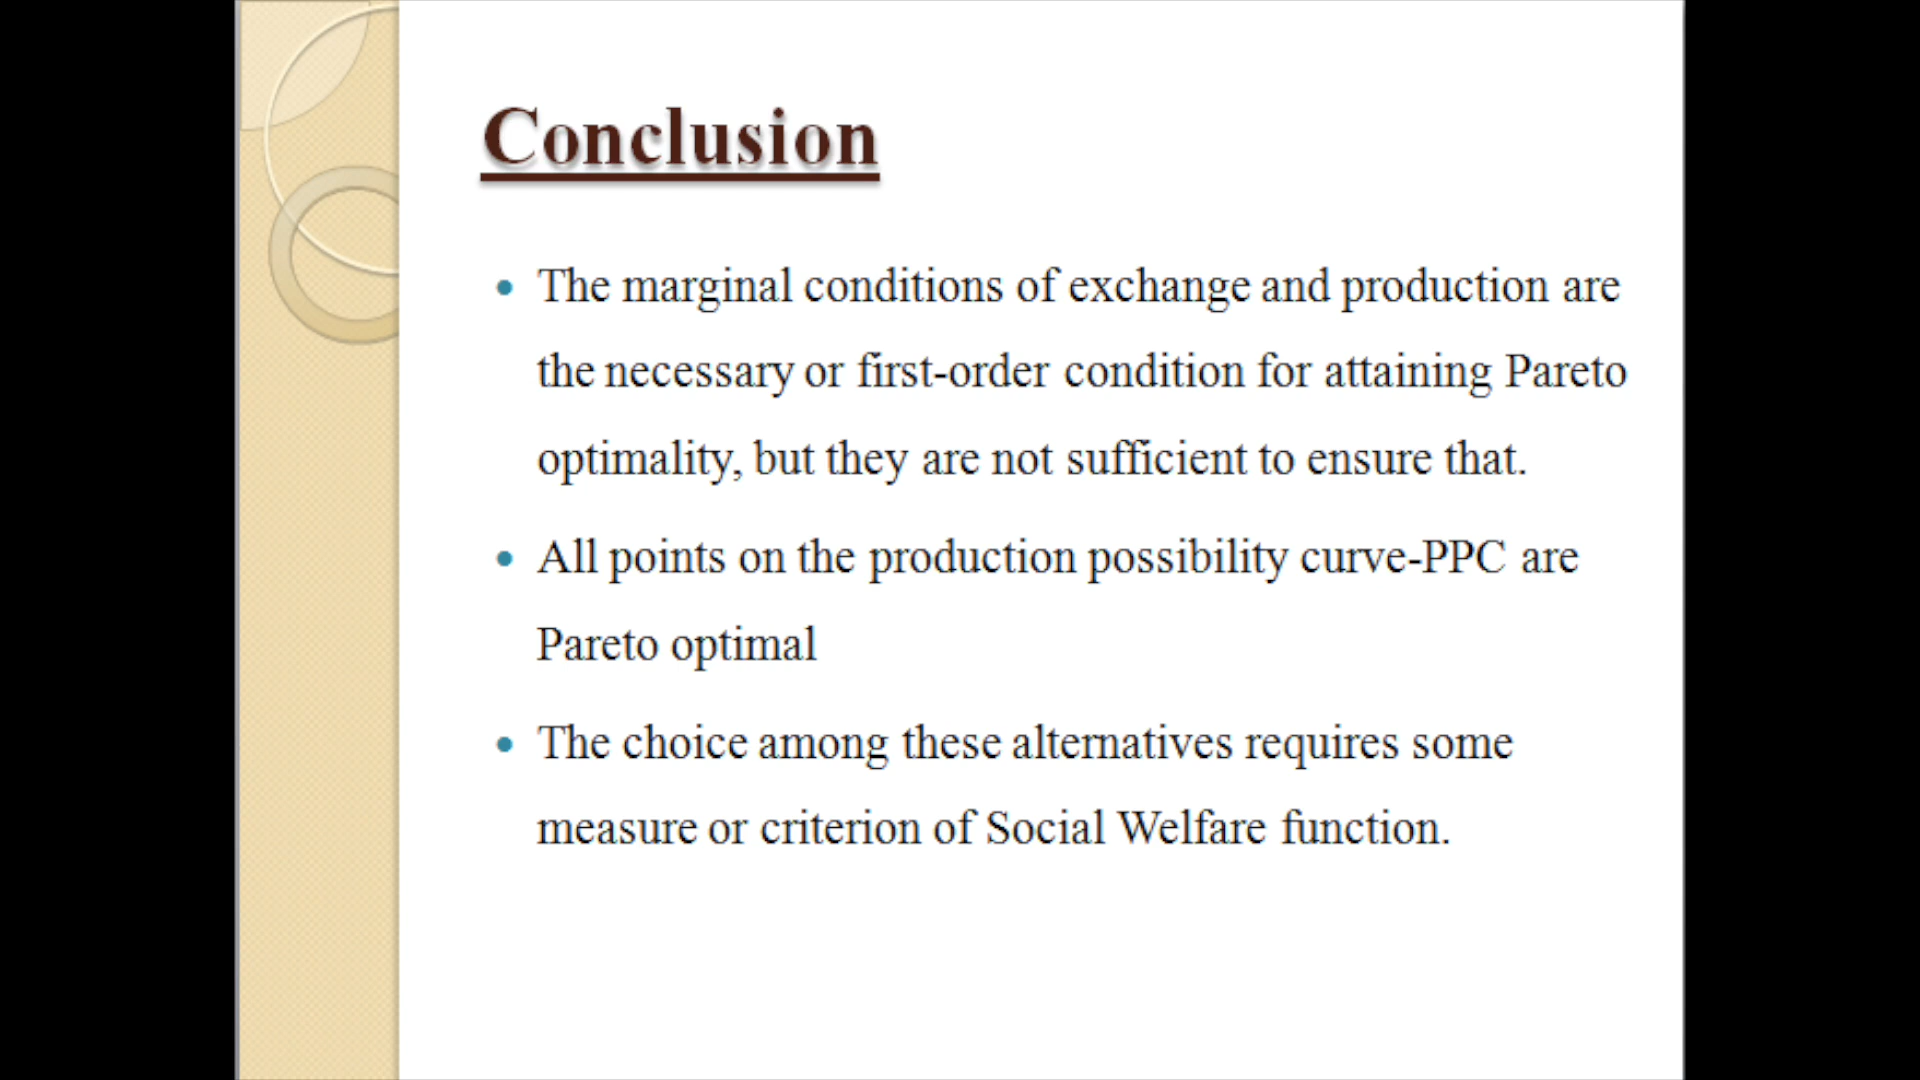 Conclusion
The marginal conditions of exchange and production are
the necessary or first-order condition for attaining Pareto
optimality, but they are not sufficient to ensure that.
All points on the production possibility curve-PPC are
Pareto optimal
The choice among these alternatives requires some
measure or criterion of Social Welfare function.